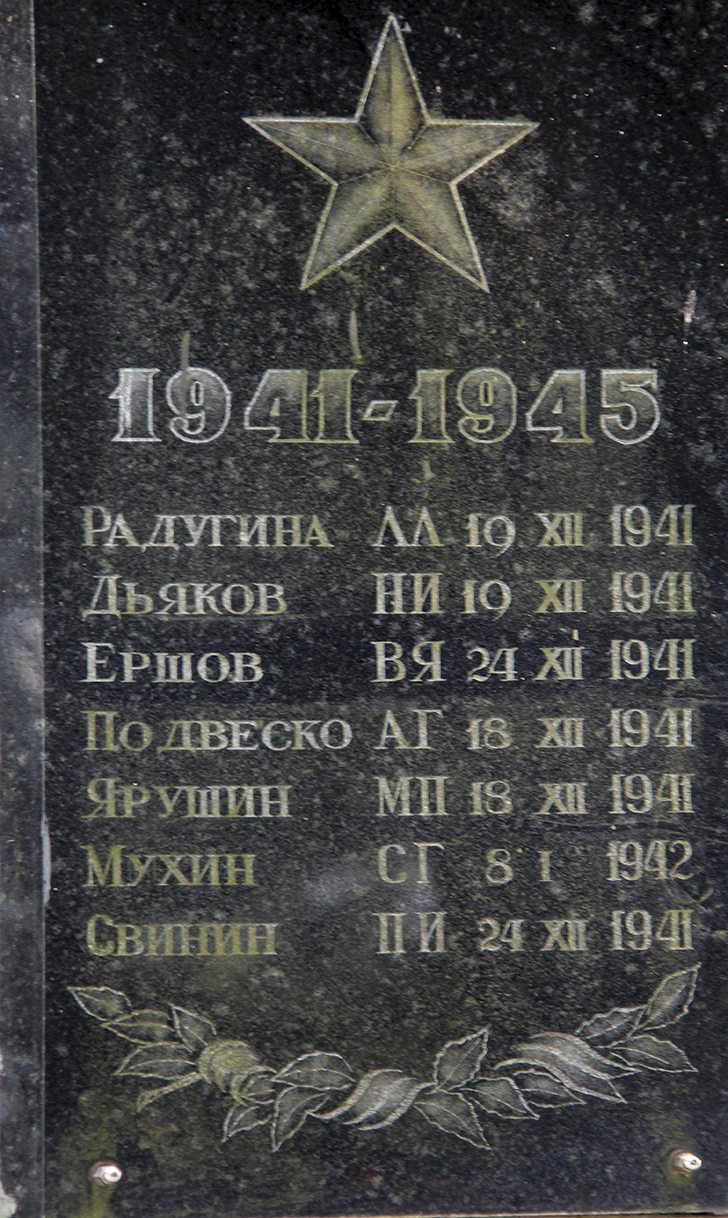 1941-1945
РАДУГИНА ЛЛ 19 XII 1941
ДЬЯКОВ НИ 19 XII 1941
ЕРШОВ ВЯ 24 XII 1941
ПОДВЕСКО АГ 18 XII 1941
ЯРУШИН МП 18 XII 1941
МУХИН СГ 8 I 1942
СВИНИН ПИ 24 XII 1941